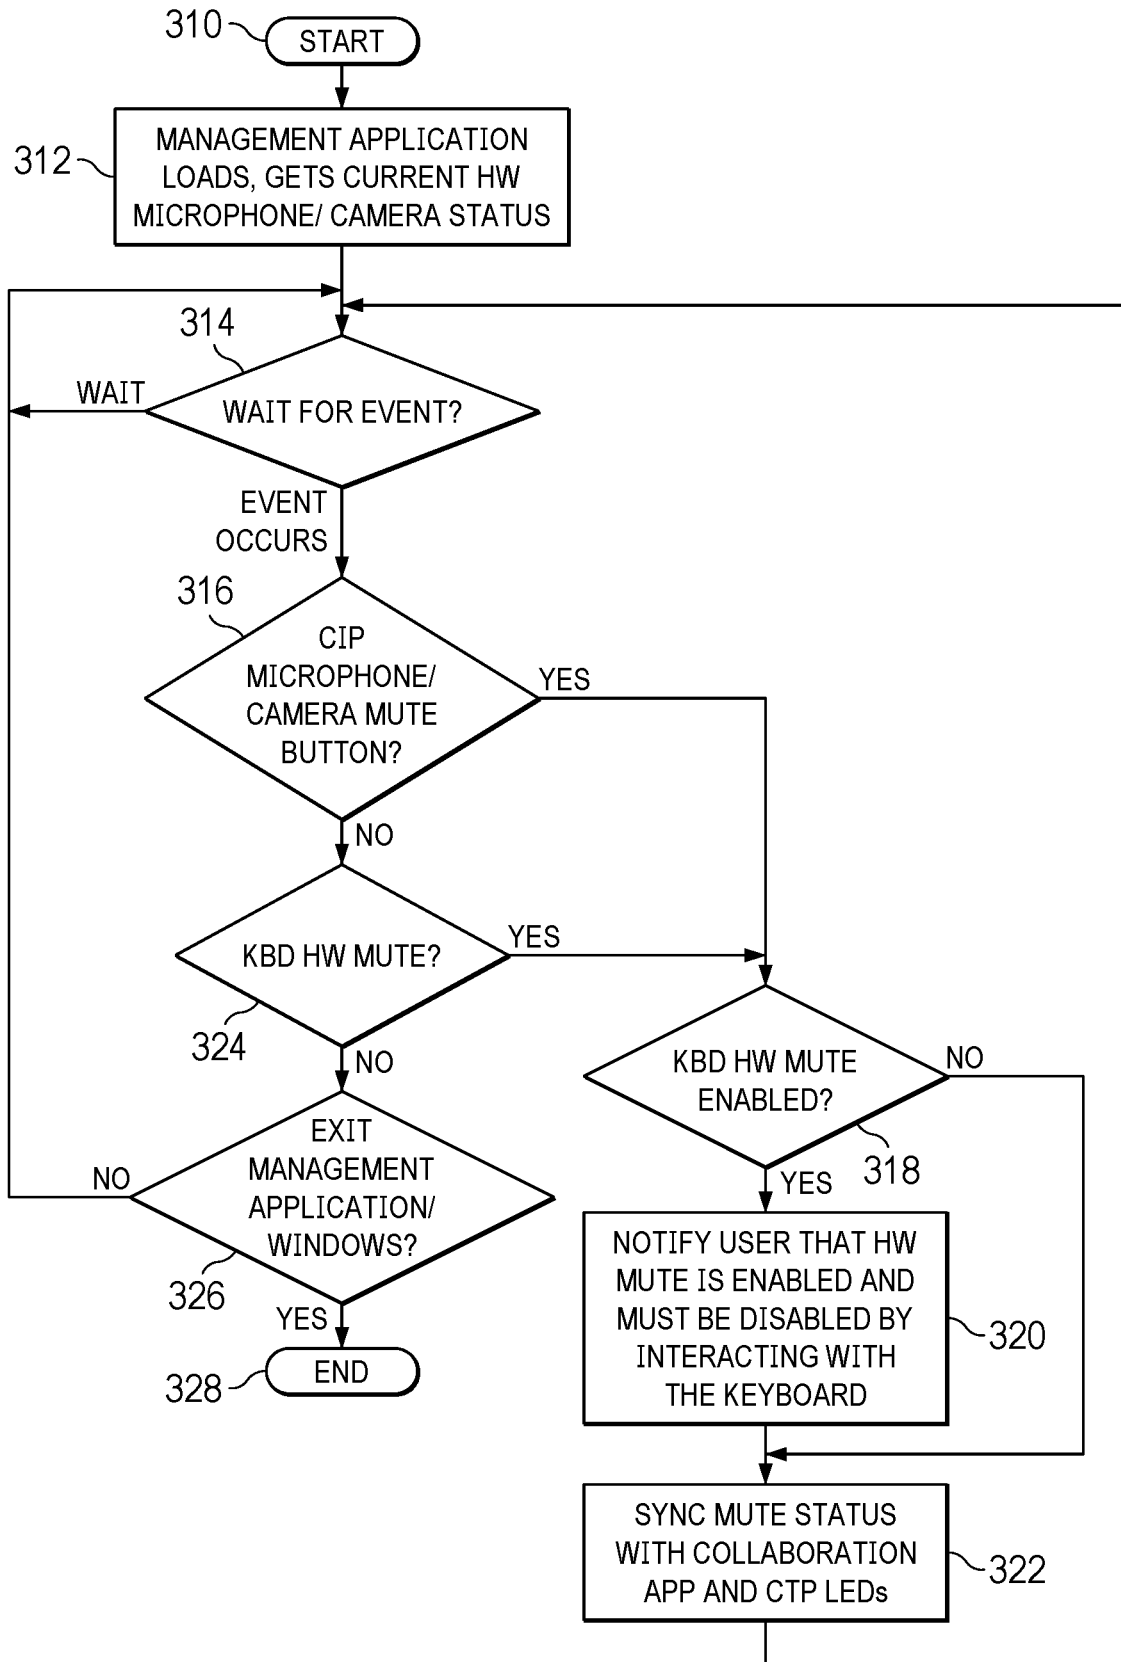 310
START
312
MANAGEMENT APPLICATION
LOADS, GETS CURRENT HW
MICROPHONE/ CAMERA STATUS
314
WAIT
WAIT FOR EVENT?
EVENT
OCCURS
316
CIP
MICROPHONE/
CAMERA MUTE
BUTTON?
YES
NO
KBD HW MUTE?
YES
324
NO
KBD HW MUTE
ENABLED?
NO
318
YES
EXIT
MANAGEMENT
APPLICATION/
WINDOWS?
NO
326
YES
END
328
NOTIFY USER THAT HW
MUTE IS ENABLED AND
MUST BE DISABLED BY
INTERACTING WITH
THE KEYBOARD
320
SYNC MUTE STATUS
WITH COLLABORATION
APP AND CTP LEDs
322